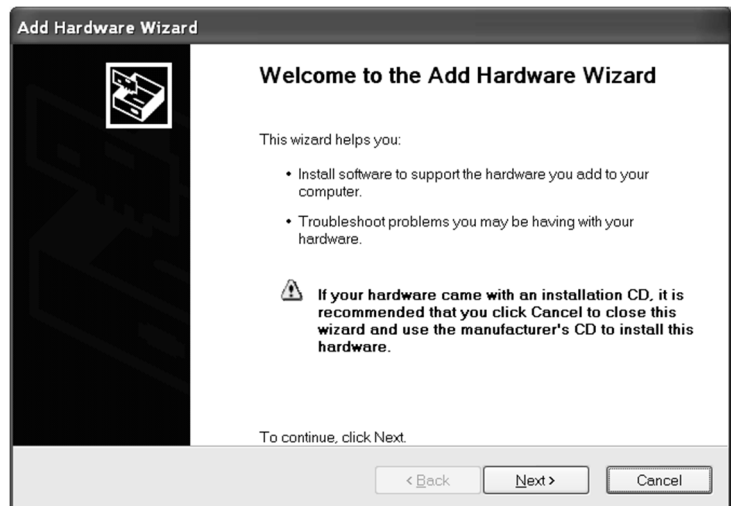 Add Hardware Wizard
Welcome to the Add Hardware Wizard
This wizard helps you:
• Install software to support the hardware you add to your
computer.
• Troubleshoot problems you may be having with your
hardware.
If your hardware came with an installation CD, it is
recommended that you click Cancel to close this
wizard and use the manufacturer's CD to install this
hardware.
To continue, click Next.
< Back Next > Cancel